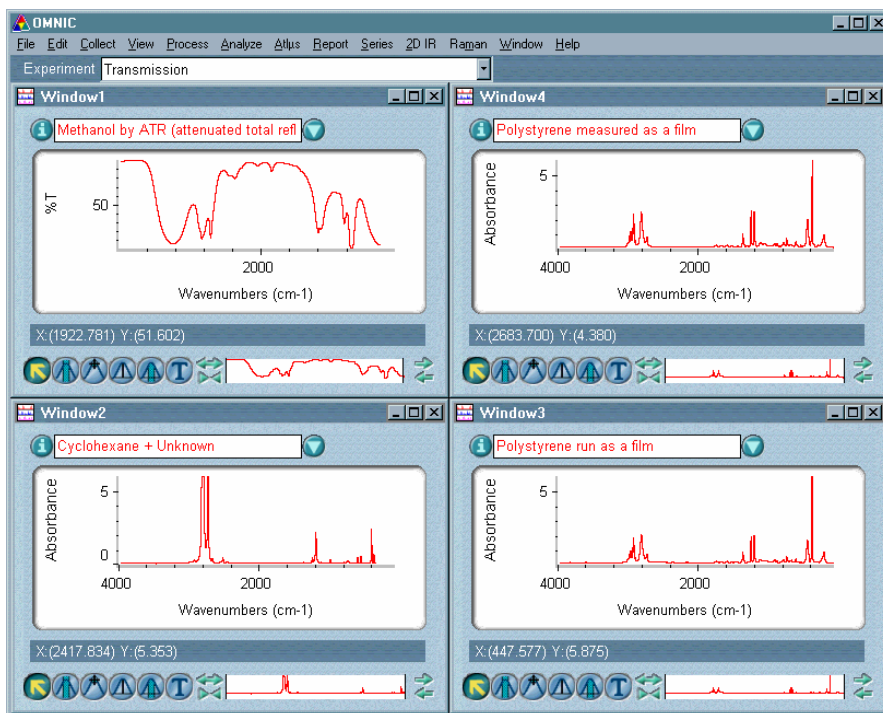 OMNIC
File Edit Collect View Process Analyze Atlµs Report Series 2D IR Raman Window Help
Experiment Transmission
Window1
Methanol by ATR (attenuated total refl
%T
50
2000
Wavenumbers (cm-1)
X:(1922.781) Y:(51.602)
T
Window4
Polystyrene measured as a film
Absorbance
5
4000 2000
Wavenumbers (cm-1)
X:(2683.700) Y:(4.380)
T
Window2
Cyclohexane + Unknown
Absorbance
5
0
4000 2000
Wavenumbers (cm-1)
X:(2417.834) Y:(5.353)
T
Window3
Polystyrene run as a film
Absorbance
5
4000 2000
Wavenumbers (cm-1)
X:(447.577) Y:(5.875)
T